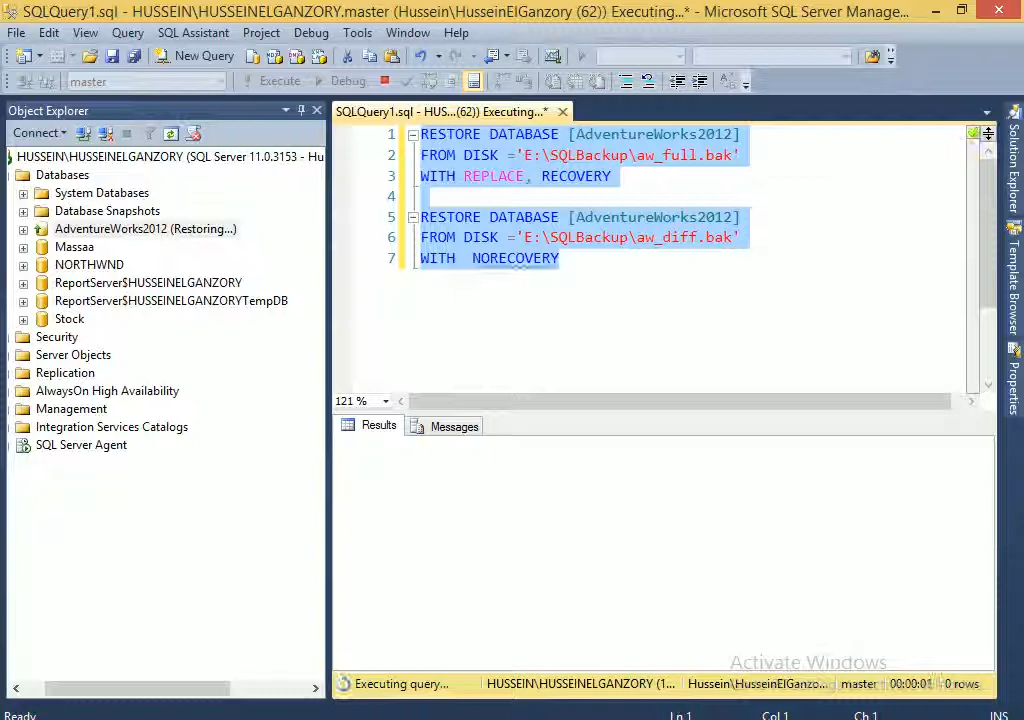 SQLQuery1.sql - HUSSEIN\HUSSEINELGANZORY.master (Hussein\HusseinElGanzory (62)) Executing...* - Microsoft SQL Server Manage...
File Edit View Query SQL Assistant Project Debug Tools Window Help
New Query
master Execute Debug
Object Explorer
Connect
HUSSEIN\HUSSEINELGANZORY (SQL Server 11.0.3153 - Hu
Databases
System Databases
Database Snapshots
AdventureWorks2012 (Restoring...)
Massaa
NORTHWND
ReportServer$HUSSEINELGANZORY
ReportServer$HUSSEINELGANZORYTempDB
Stock
Security
Server Objects
Replication
AlwaysOn High Availability
Management
Integration Services Catalogs
SQL Server Agent
SQLQuery1.sql - HUS...(62)) Executing...*
1 RESTORE DATABASE [AdventureWorks2012]
2 FROM DISK ='E:\SQLBackup\aw_full.bak'
3 WITH REPLACE, RECOVERY
4
5 RESTORE DATABASE [AdventureWorks2012]
6 FROM DISK ='E:\SQLBackup\aw_diff.bak'
7 WITH NORECOVERY
121 %
Results Messages
Activate Windows
Executing query... HUSSEIN\HUSSEINELGANZORY (1... Hussein\HusseinElGanzo... master 00:00:01 0 rows
Ready Ln 1 Col 1 Ch 1 INS
Solution Explorer
Template Browser
Properties